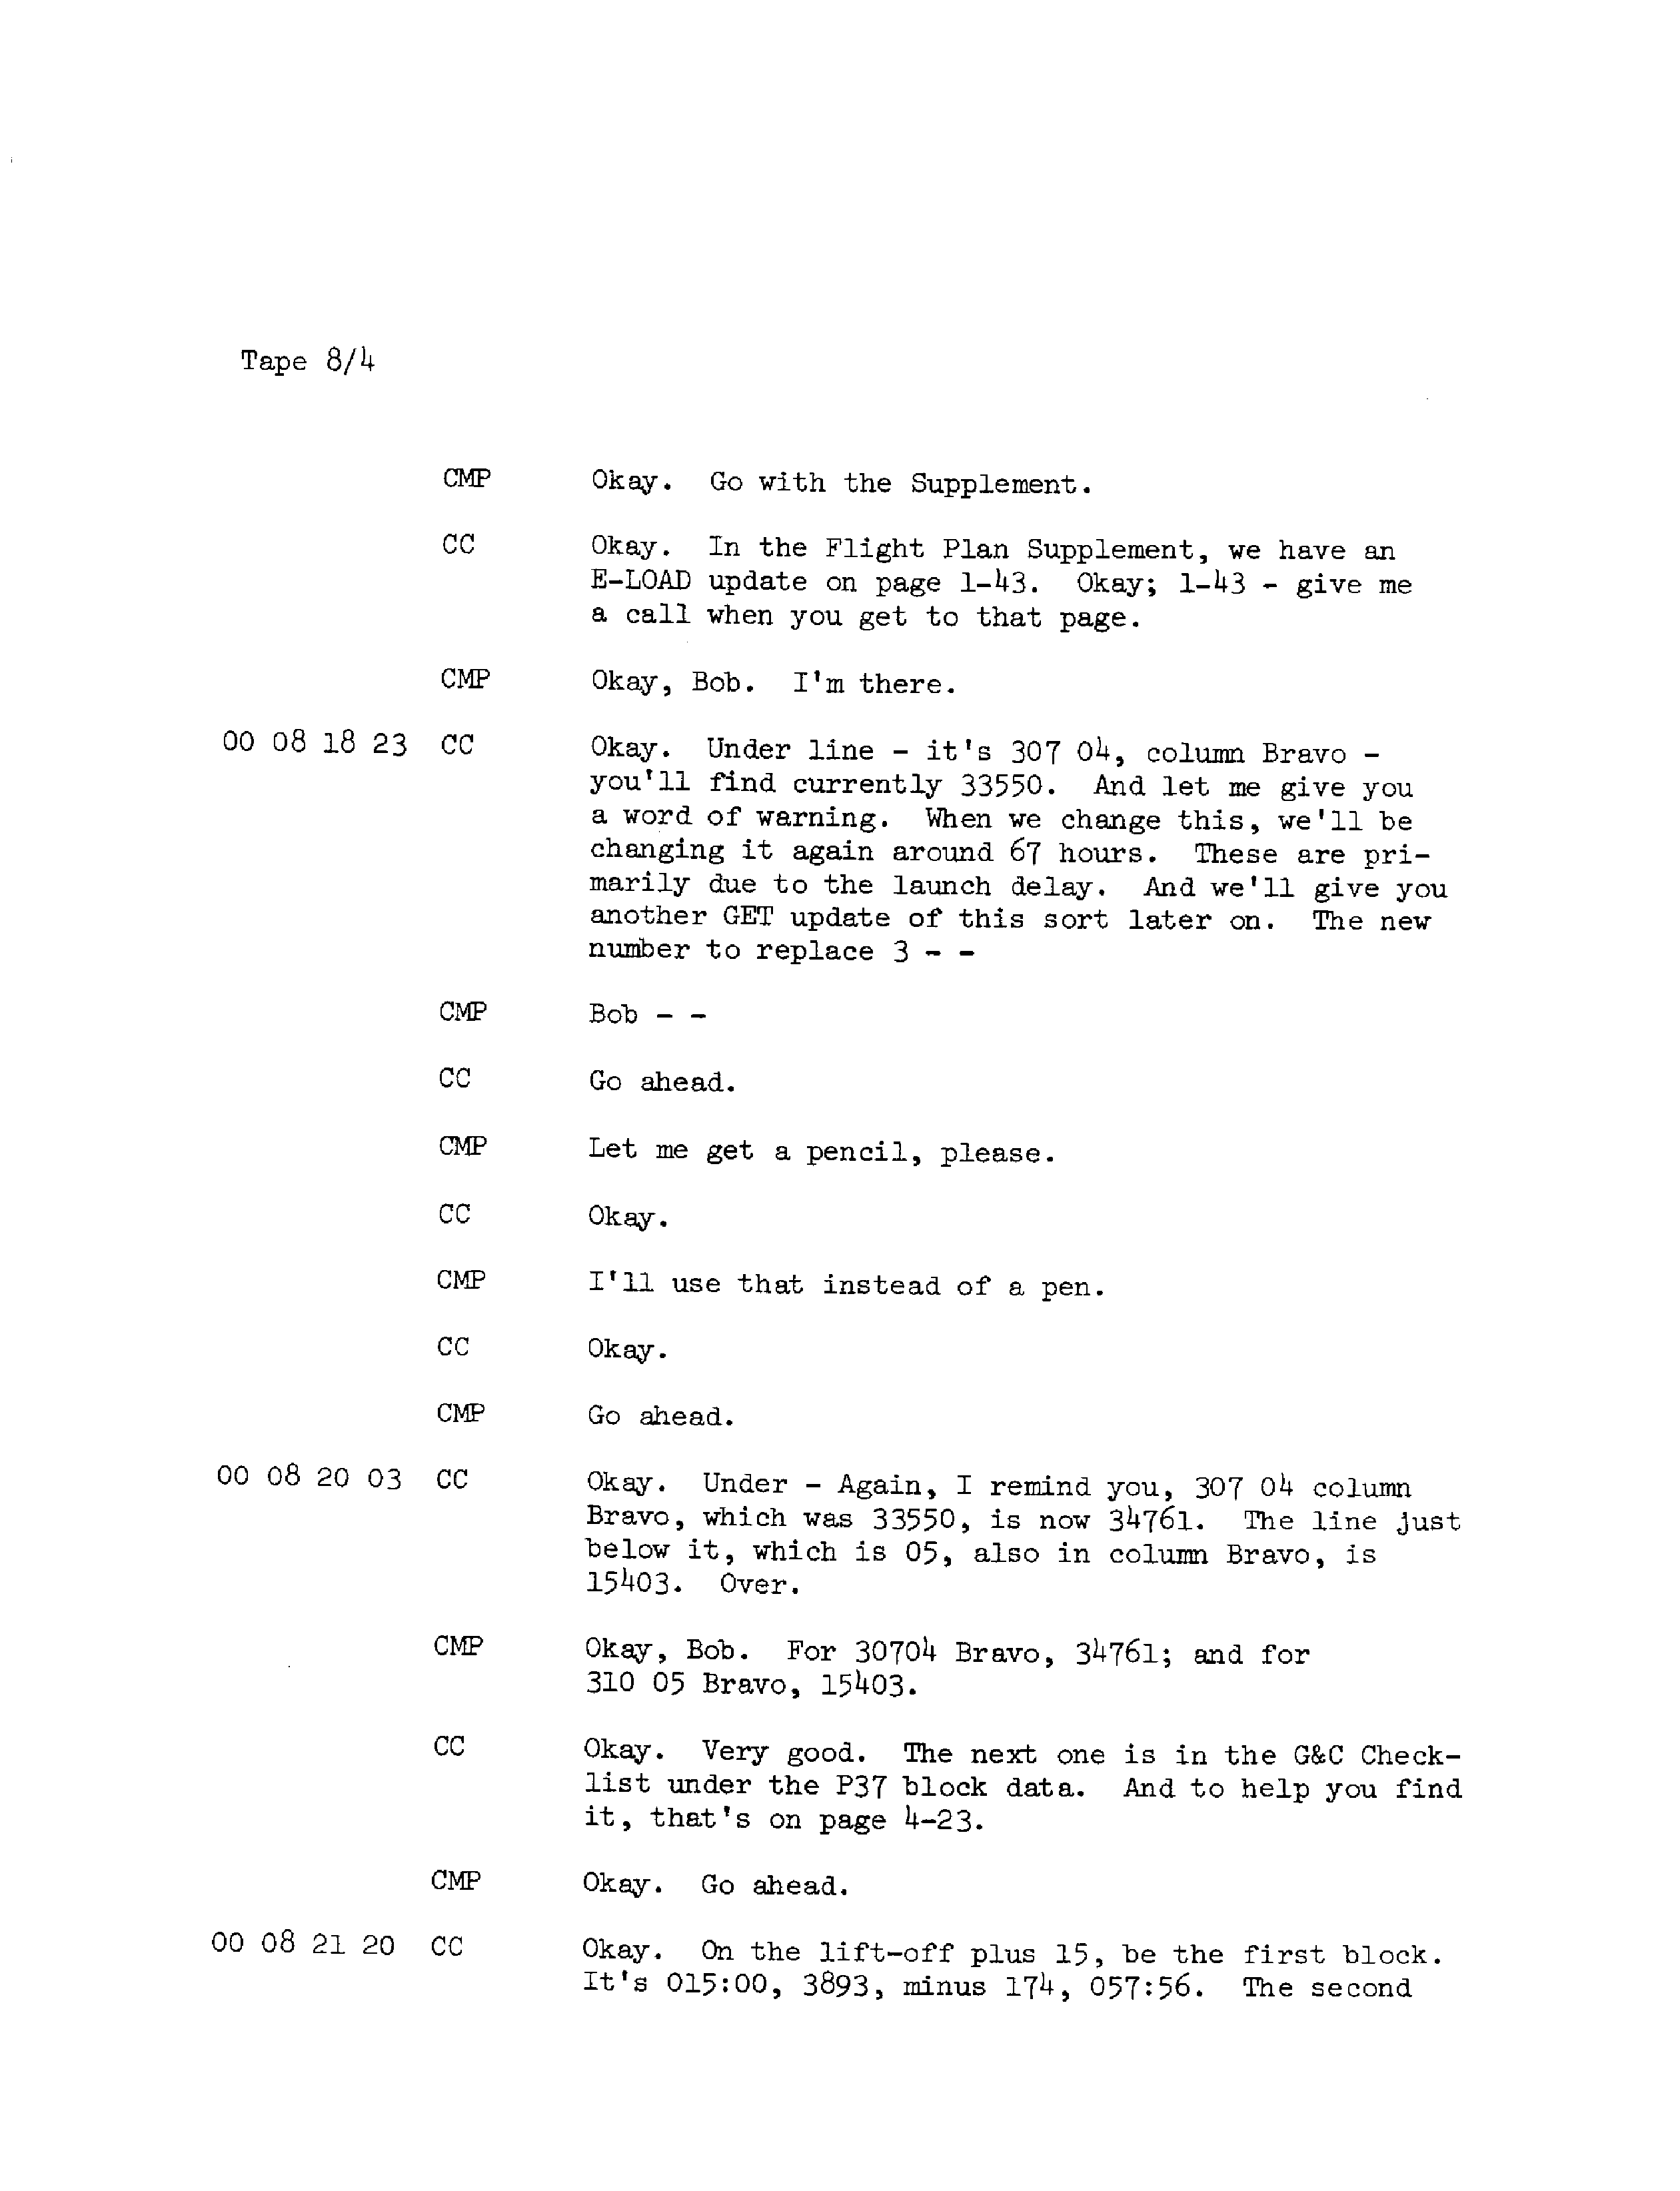 Tape 8/4
CMP Okay. Go with the Supplement.
CC Okay. In the Flight Plan Supplement, we have an
E-LOAD update on page 1-43. Okay; 1-43 - give me
a call when you get to that page.
CMP Okay, Bob. I'm there.
00 08 18 23 CC Okay. Under line - it's 307 04, column Bravo -
you'll find currently 33550. And let me give you
a word of warning. When we change this, we'll be
changing it again around 67 hours. These are pri-
marily due to the launch delay. And we'll give you
another GET update of this sort later on. The new
number to replace 3 - -
CMP Bob - -
CC Go ahead.
CMP Let me get a pencil, please.
CC Okay.
CMP I'll use that instead of a pen.
CC Okay.
CMP Go ahead.
00 08 20 03 CC Okay. Under - Again, I remind you, 307 04 column
Bravo, which was 33550, is now 34761. The line just
below it, which is 05, also in column Bravo, is
15403. Over.
CMP Okay, Bob. For 30704 Bravo, 34761; and for
310 05 Bravo, 15403.
CC Okay. Very good. The next one is in the G&C Check-
list under the P37 block data. And to help you find
it, that's on page 4-23.
CMP Okay. Go ahead.
00 08 21 20 CC Okay. On the lift-off plus 15, be the first block.
It's 015:00, 3893, minus 174, 057:56. The second